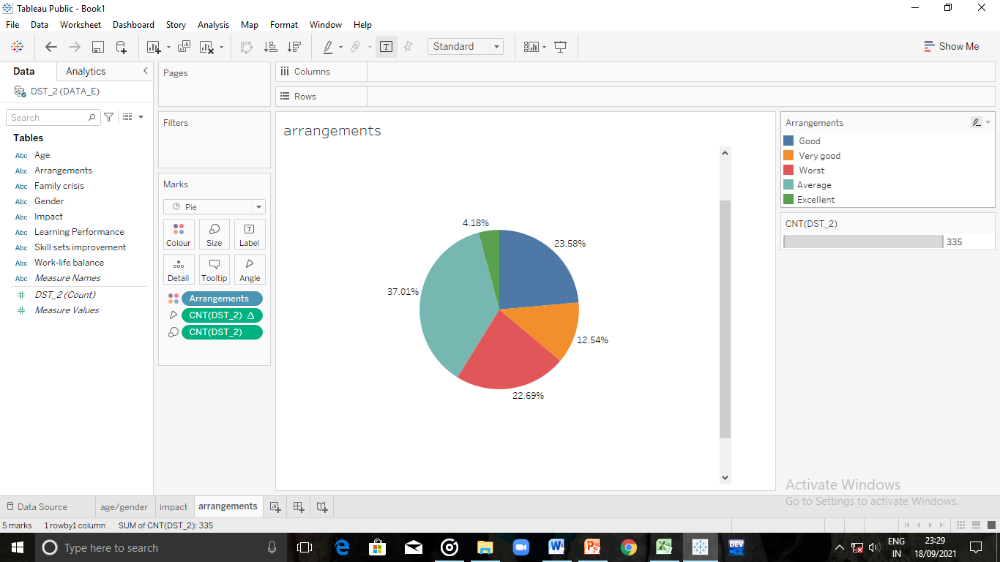 Tableau Public - Book1
File Data Worksheet Dashboard Story Analysis Map Format Window Help
Standard
Show Me
Data Analytics
DST_2 (DATA_E)
Search
Tables
Abc Age
Abc Arrangements
Abc Family crisis
Abc Gender
Abc Impact
Abc Learning Performance
Abc Skill sets improvement
Abc Work-life balance
Abc Measure Names
# DST_2 (Count)
# Measure Values
Pages
Filters
Marks
Pie
Colour Size Label
Detail Tooltip Angle
Arrangements
CNT(DST_2) Δ
CNT(DST_2)
Columns
Rows
arrangements
4.18%
23.58%
37.01%
12.54%
22.69%
Arrangements
Good
Very good
Worst
Average
Excellent
CNT(DST_2)
335
Activate Windows
Go to Settings to activate Windows.
Data Source age/gender impact arrangements
5 marks 1 rowby1 column SUM of CNT(DST_2): 335
Type here to search
DEV
ENG
IN
23:29
18/09/2021